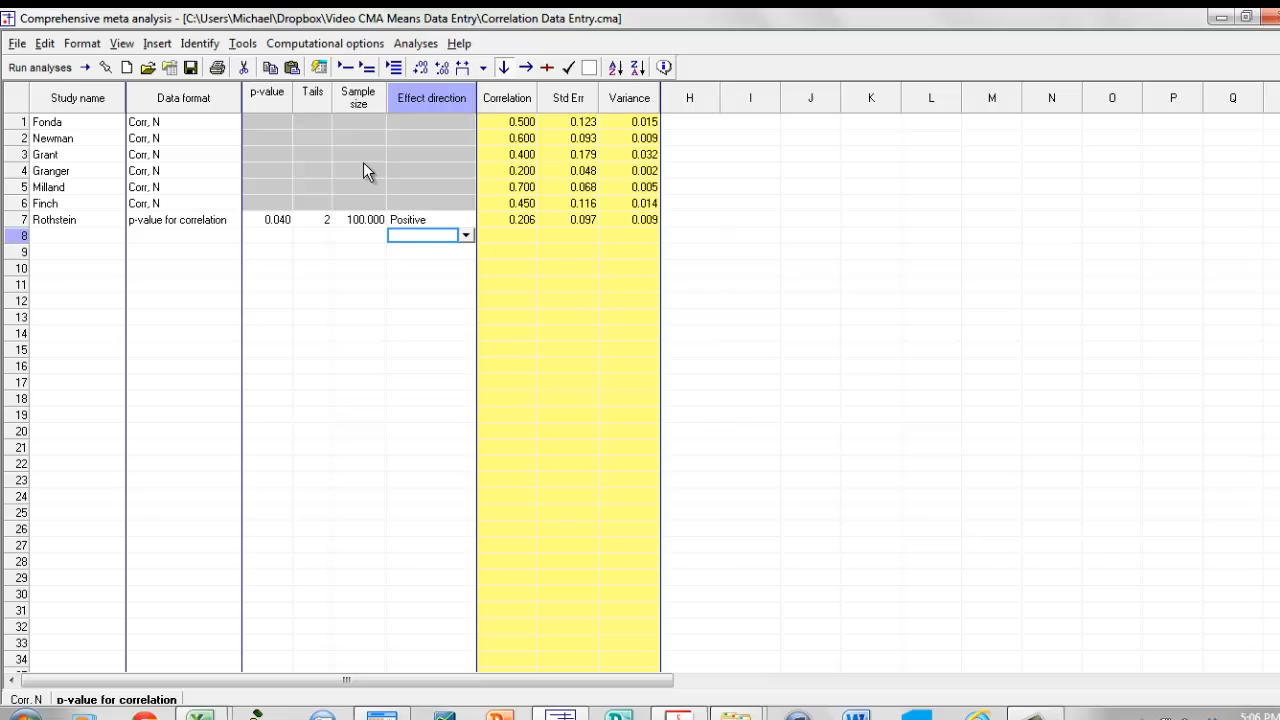 Comprehensive meta analysis - [C:\Users\Michael\Dropbox\Video CMA Means Data Entry\Correlation Data Entry.cma]
File Edit Format View Insert Identify Tools Computational options Analyses Help
Run analyses
Study name Data format p-value Tails Sample size Effect direction Correlation Std Err Variance H I J K L M N O P Q
1 Fonda Corr, N 0.500 0.123 0.015
2 Newman Corr, N 0.600 0.093 0.009
3 Grant Corr, N 0.400 0.179 0.032
4 Granger Corr, N 0.200 0.048 0.002
5 Milland Corr, N 0.700 0.068 0.005
6 Finch Corr, N 0.450 0.116 0.014
7 Rothstein p-value for correlation 0.040 2 100.000 Positive 0.206 0.097 0.009
8
9
10
11
12
13
14
15
16
17
18
19
20
21
22
23
24
25
26
27
28
29
30
31
32
33
34
Corr, N p-value for correlation
5:06 PM